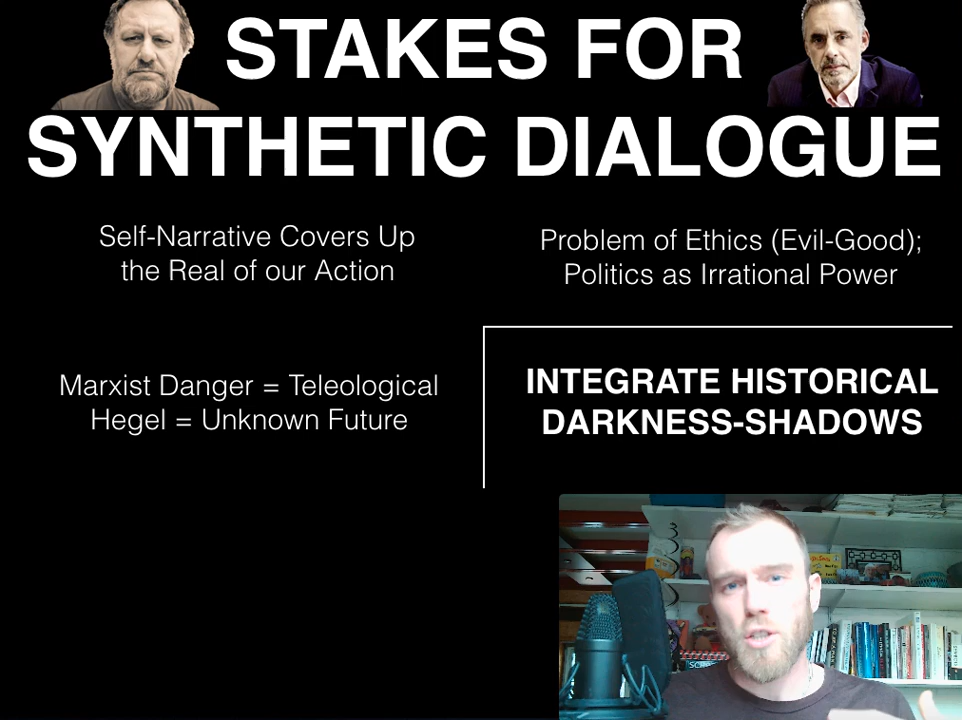 STAKES FOR
SYNTHETIC DIALOGUE
Self-Narrative Covers Up
the Real of our Action
Problem of Ethics (Evil-Good);
Politics as Irrational Power
Marxist Danger = Teleological
Hegel = Unknown Future
INTEGRATE HISTORICAL
DARKNESS-SHADOWS